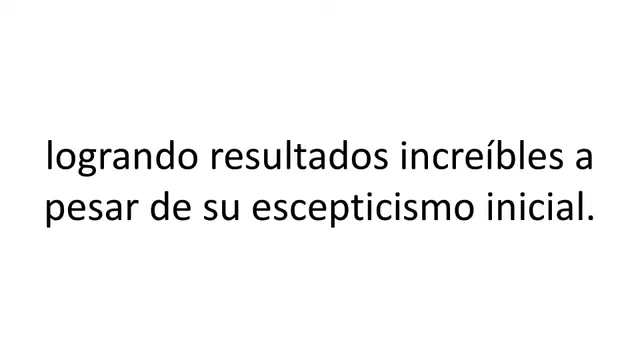 logrando resultados increíbles a
pesar de su escepticismo inicial.